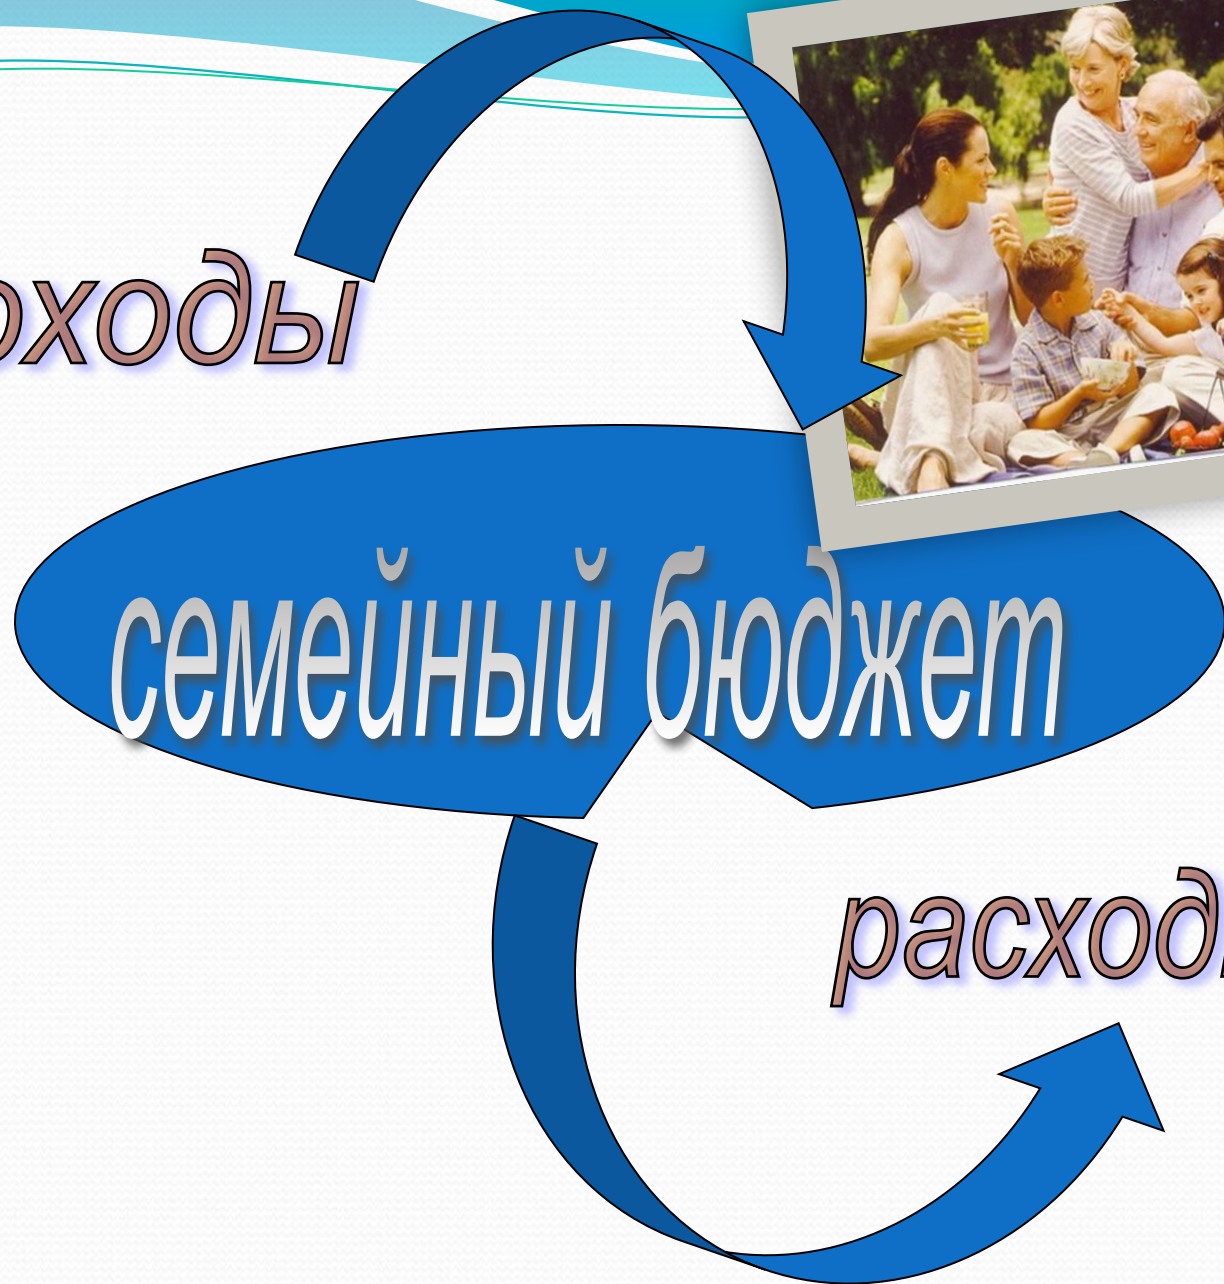 оходы
семейный бюджет
расход